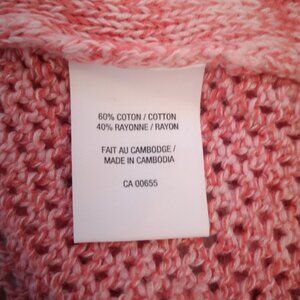 60% COTON / COTTON
40% RAYONNE / RAYON
FAIT AU CAMBODGE /
MADE IN CAMBODIA
CA 00655